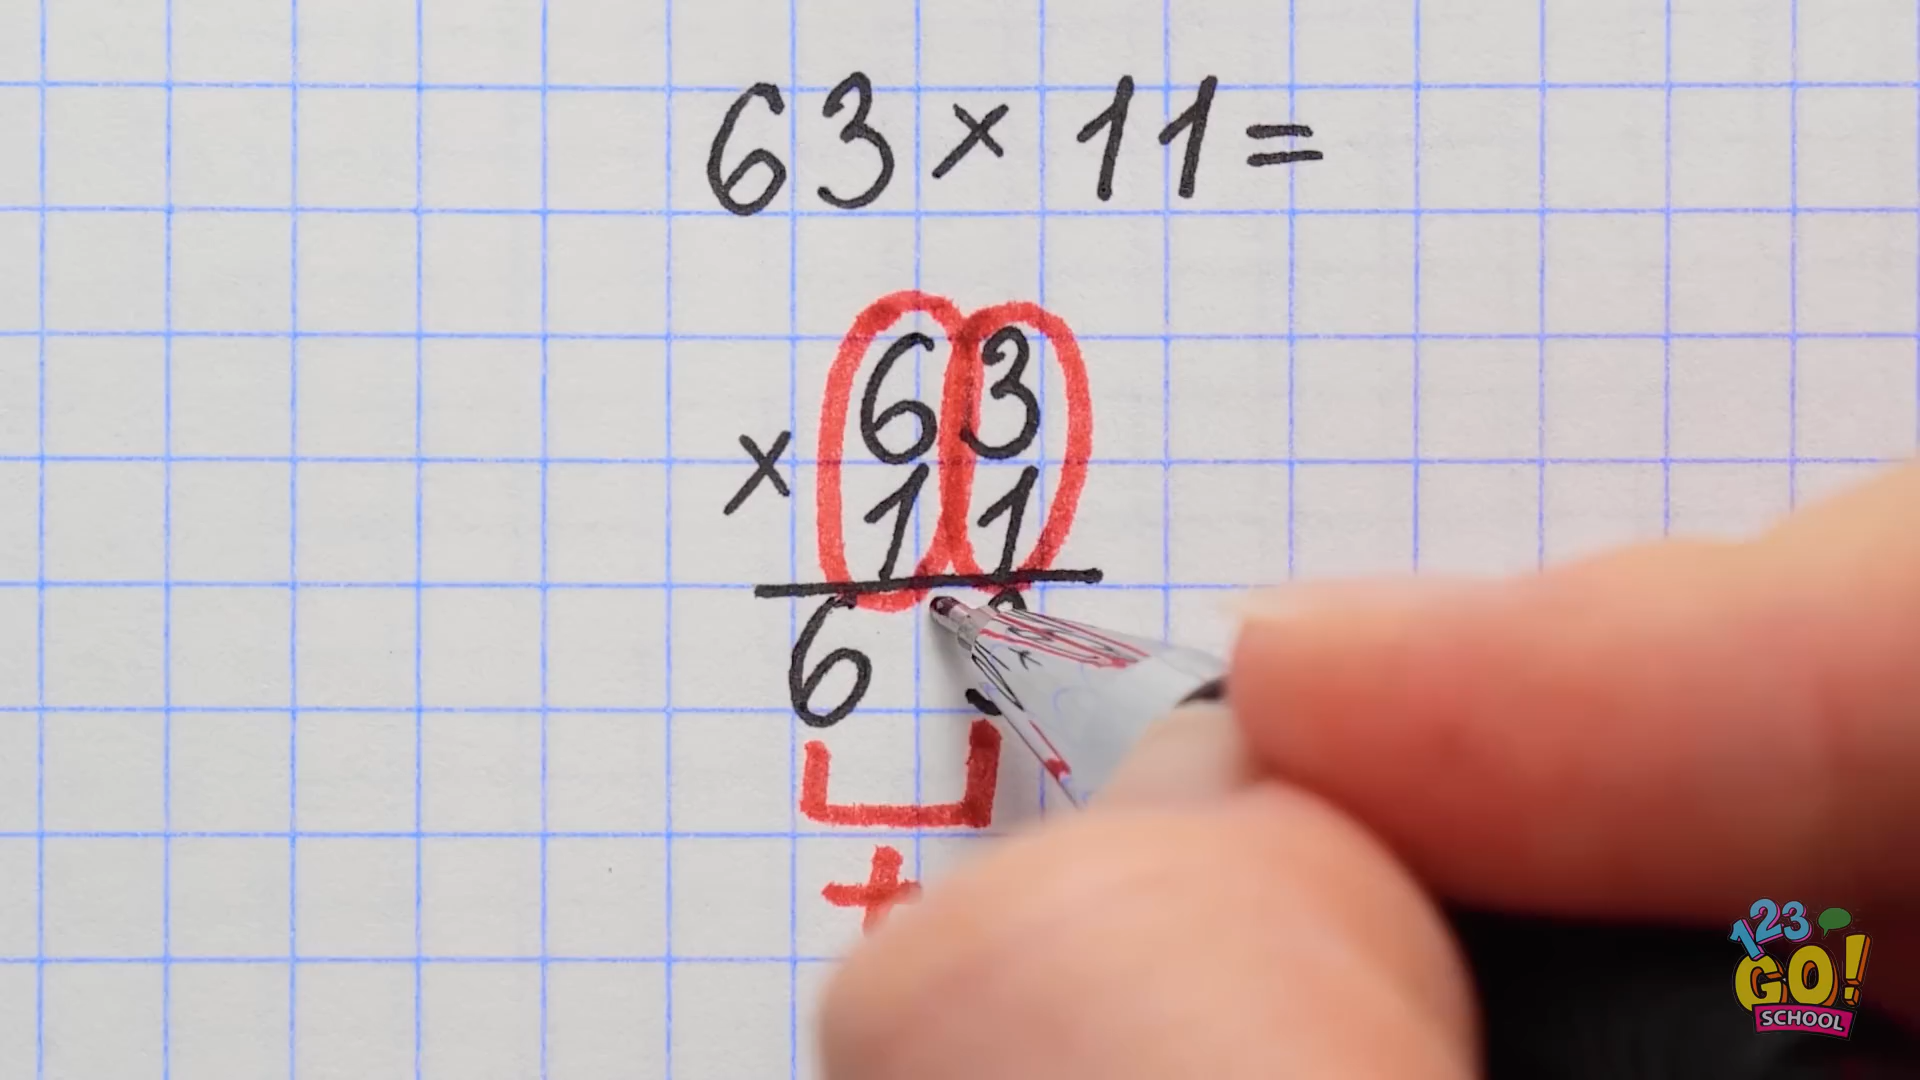 63 × 11 =
63
×
11
6
+
123
GO!
SCHOOL